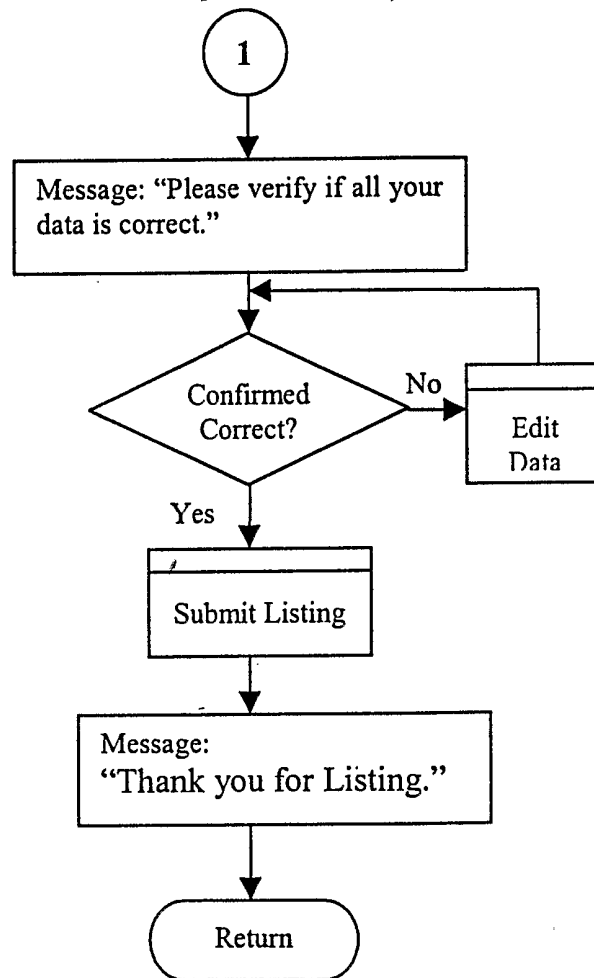 1
Message: “Please verify if all your
data is correct.”
Confirmed
Correct?
No
Edit
Data
Yes
Submit Listing
Message:
“Thank you for Listing.”
Return